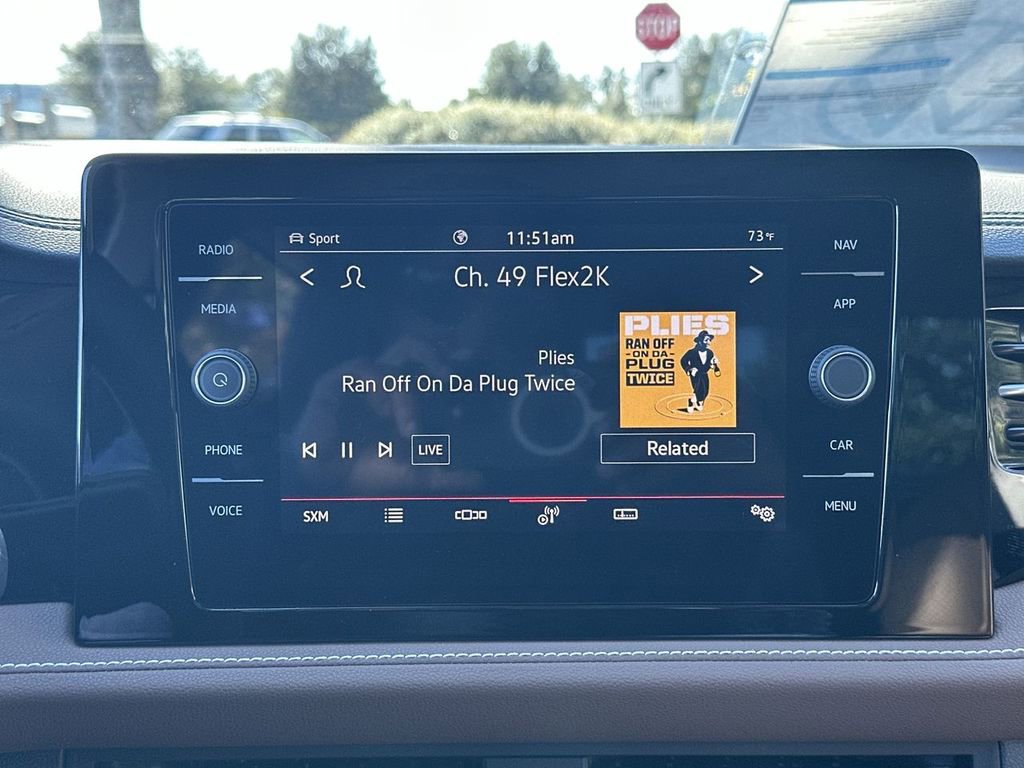 STOP
RADIO
MEDIA
PHONE
VOICE
Sport
11:51am
73°F
< Ch. 49 Flex2K >
Plies
Ran Off On Da Plug Twice
PLIES
RAN OFF
-ON DA-
PLUG
TWICE
LIVE
Related
SXM
NAV
APP
CAR
MENU